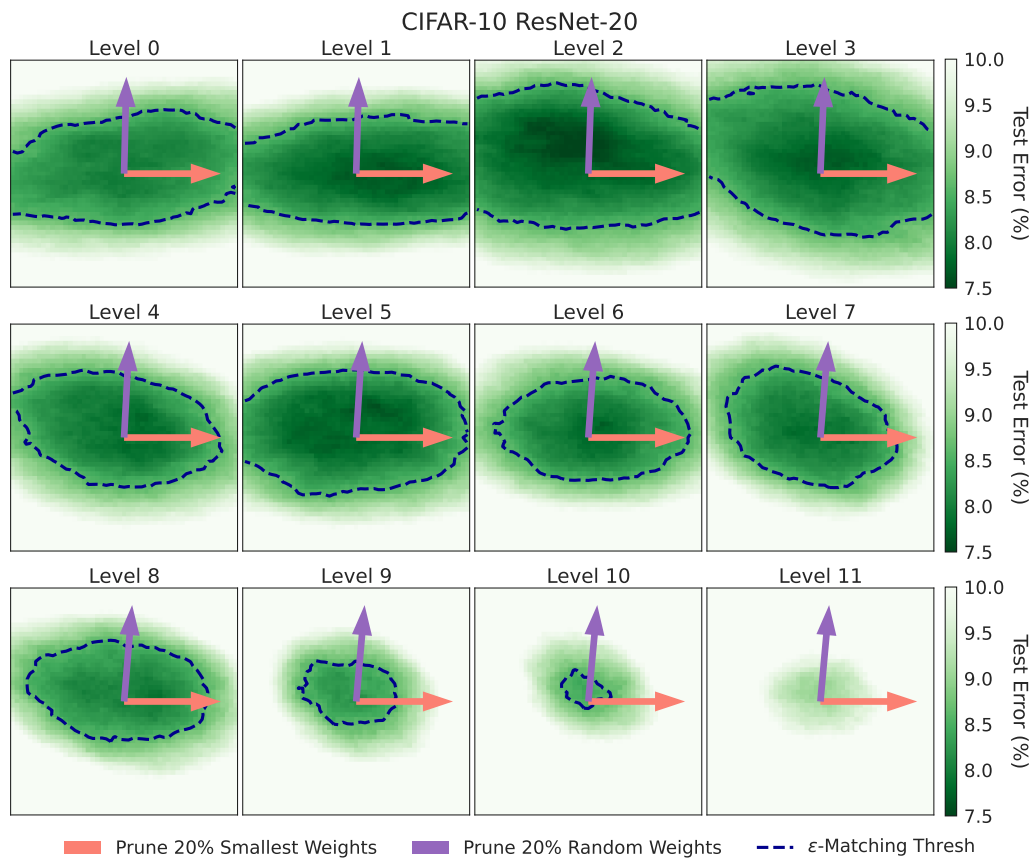 CIFAR-10 ResNet-20
Level 0 Level 1 Level 2 Level 3
10.0
9.5
9.0
8.5
8.0
7.5
Test Error (%)
Level 4 Level 5 Level 6 Level 7
10.0
9.5
9.0
8.5
8.0
7.5
Test Error (%)
Level 8 Level 9 Level 10 Level 11
10.0
9.5
9.0
8.5
8.0
7.5
Test Error (%)
Prune 20% Smallest Weights Prune 20% Random Weights ε-Matching Thresh